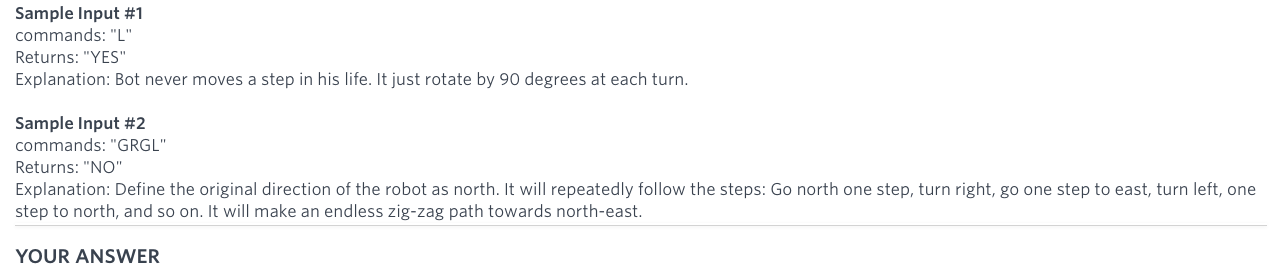 Sample Input #1
commands: "L"
Returns: "YES"
Explanation: Bot never moves a step in his life. It just rotate by 90 degrees at each turn.
Sample Input #2
commands: "GRGL"
Returns: "NO"
Explanation: Define the original direction of the robot as north. It will repeatedly follow the steps: Go north one step, turn right, go one step to east, turn left, one
step to north, and so on. It will make an endless zig-zag path towards north-east.
YOUR ANSWER